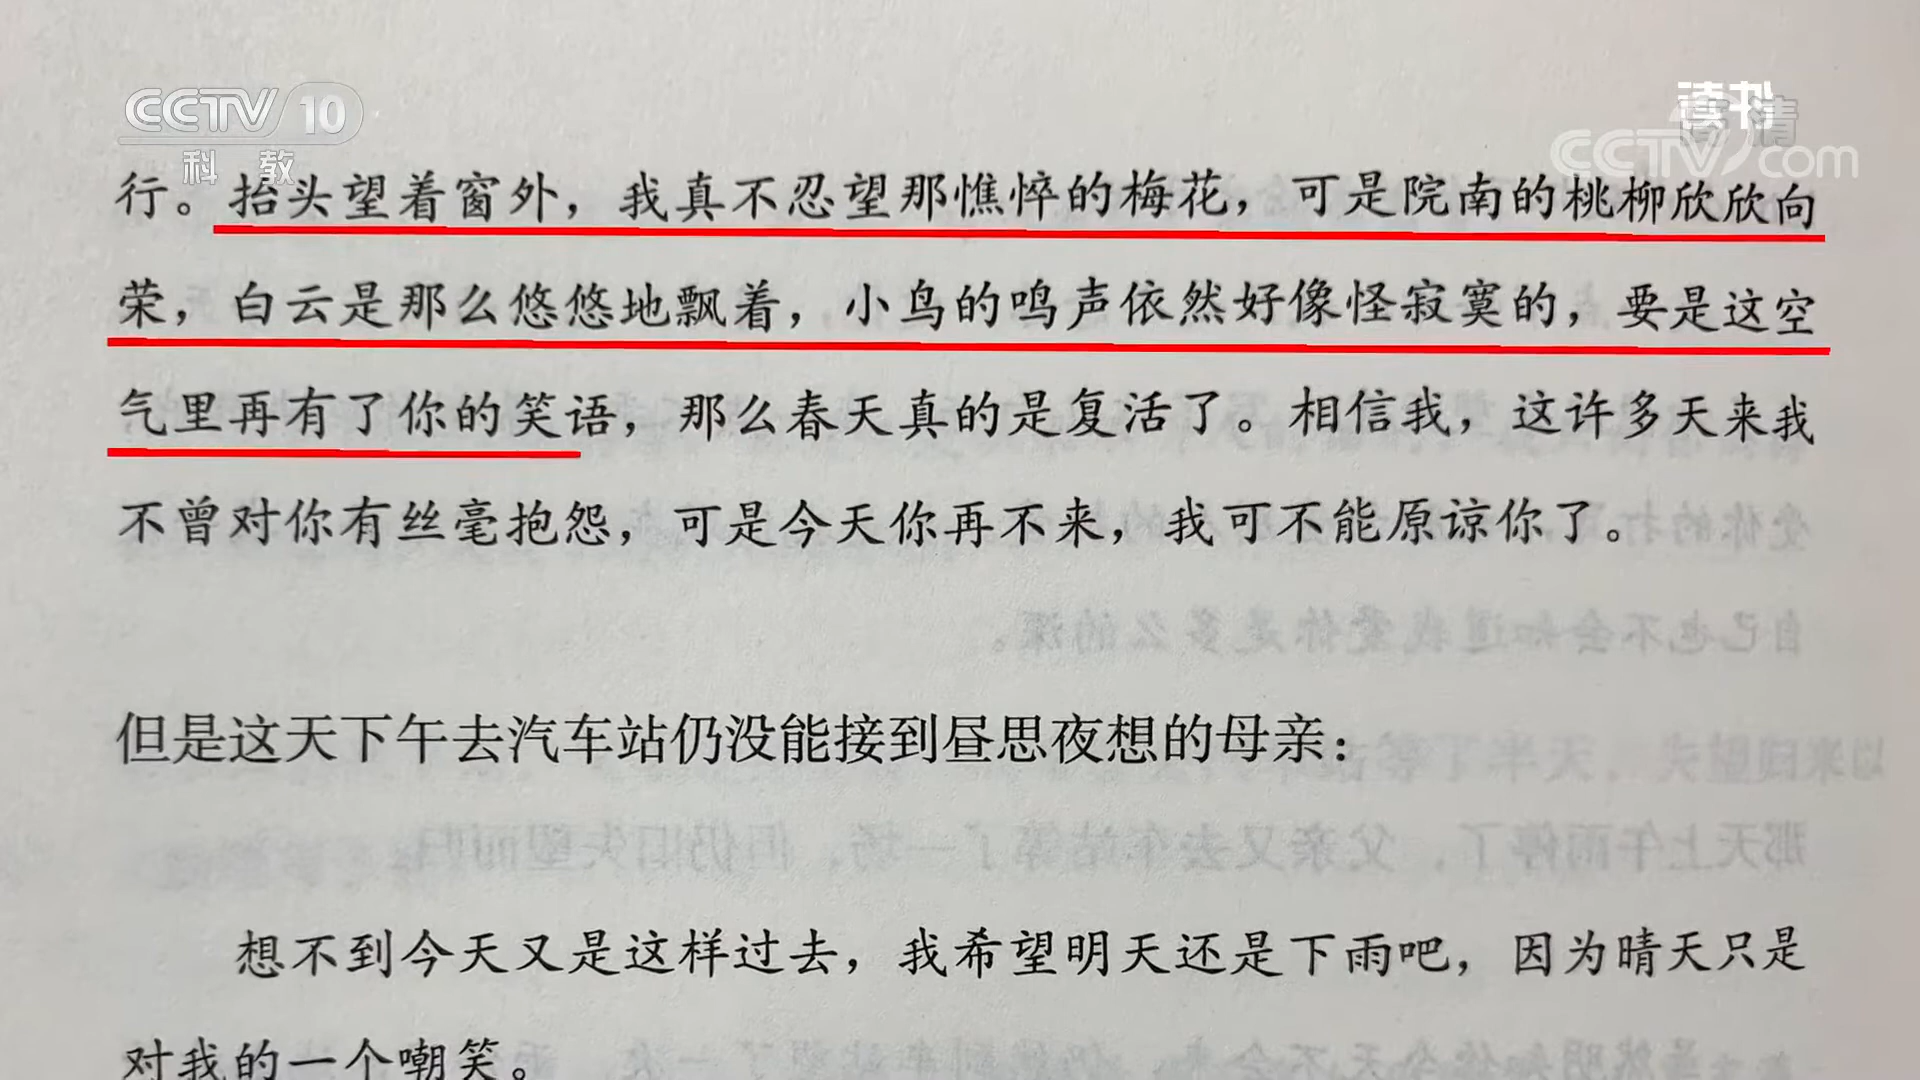 CCTV 10
科教
读书
高清
CCTV.com
行。抬头望着窗外，我真不忍望那憔悴的梅花，可是院南的桃柳欣欣向
荣，白云是那么悠悠地飘着，小鸟的鸣声依然好像怪寂寞的，要是这空
气里再有了你的笑语，那么春天真的是复活了。相信我，这许多天来我
不曾对你有丝毫抱怨，可是今天你再不来，我可不能原谅你了。
但是这天下午去汽车站仍没能接到昼思夜想的母亲：
想不到今天又是这样过去，我希望明天还是下雨吧，因为晴天只是
对我的一个嘲笑。